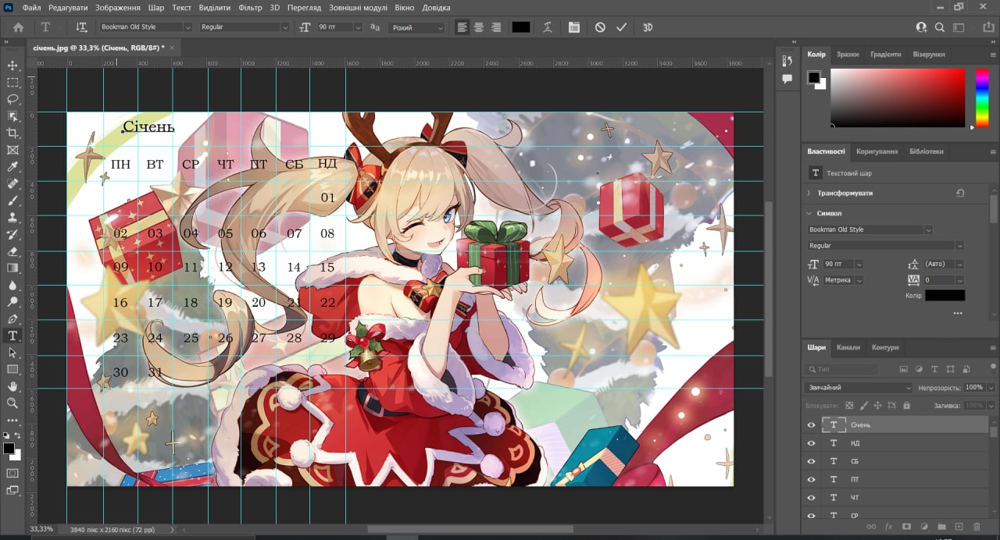 Ps Файл Редагувати Зображення Шар Текст Виділити Фільтр 3D Перегляд Зовнішні модулі Вікно Довідка
Bookman Old Style Regular 90 пт Різкий 3D
січень.jpg @ 33,3% (Січень, RGB/8#) * ×
200 0 200 400 600 800 1000 1200 1400 1600 1800 2000 2200 2400 2600 2800 3000 3200 3400 3600 3800
Січень
ПН ВТ СР ЧТ ПТ СБ НД
01
02 03 04 05 06 07 08
09 10 11 12 13 14 15
16 17 18 19 20 21 22
23 24 25 26 27 28 29
30 31
33,33% 3840 пікс x 2160 пікс (72 ppi)
Колір Зразки Градієнти Візерунки
Властивості Коригування Бібліотеки
T Текстовий шар
Трансформувати
Символ
Bookman Old Style
Regular
90 пт (Авто)
Метрика 0
Колір
Шари Канали Контури
Тип
Звичайний Непрозорість: 100%
Блокувати: Заливка: 100%
T Січень
T НД
T СБ
T ПТ
T ЧТ
T СР
fx